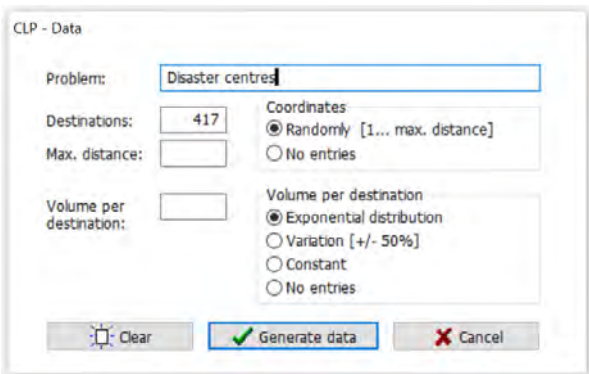 CLP - Data
Problem: Disaster centres
Destinations: 417
Max. distance:
Coordinates
Randomly [1... max. distance]
No entries
Volume per
destination:
Volume per destination
Exponential distribution
Variation [+/- 50%]
Constant
No entries
Clear Generate data Cancel